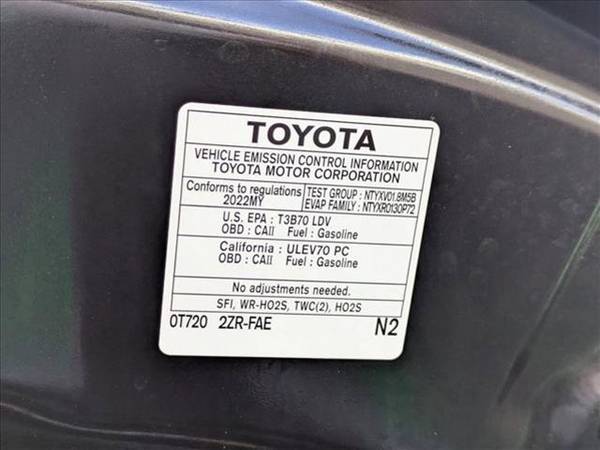 TOYOTA
VEHICLE EMISSION CONTROL INFORMATION
TOYOTA MOTOR CORPORATION
Conforms to regulations
2022MY
TEST GROUP : NTYXV01.8M5B
EVAP FAMILY : NTYXR0130P72
U.S. EPA : T3B70 LDV
OBD : CAII Fuel : Gasoline
California : ULEV70 PC
OBD : CAII Fuel : Gasoline
No adjustments needed.
SFI, WR-HO2S, TWC(2), HO2S
0T720 2ZR-FAE N2